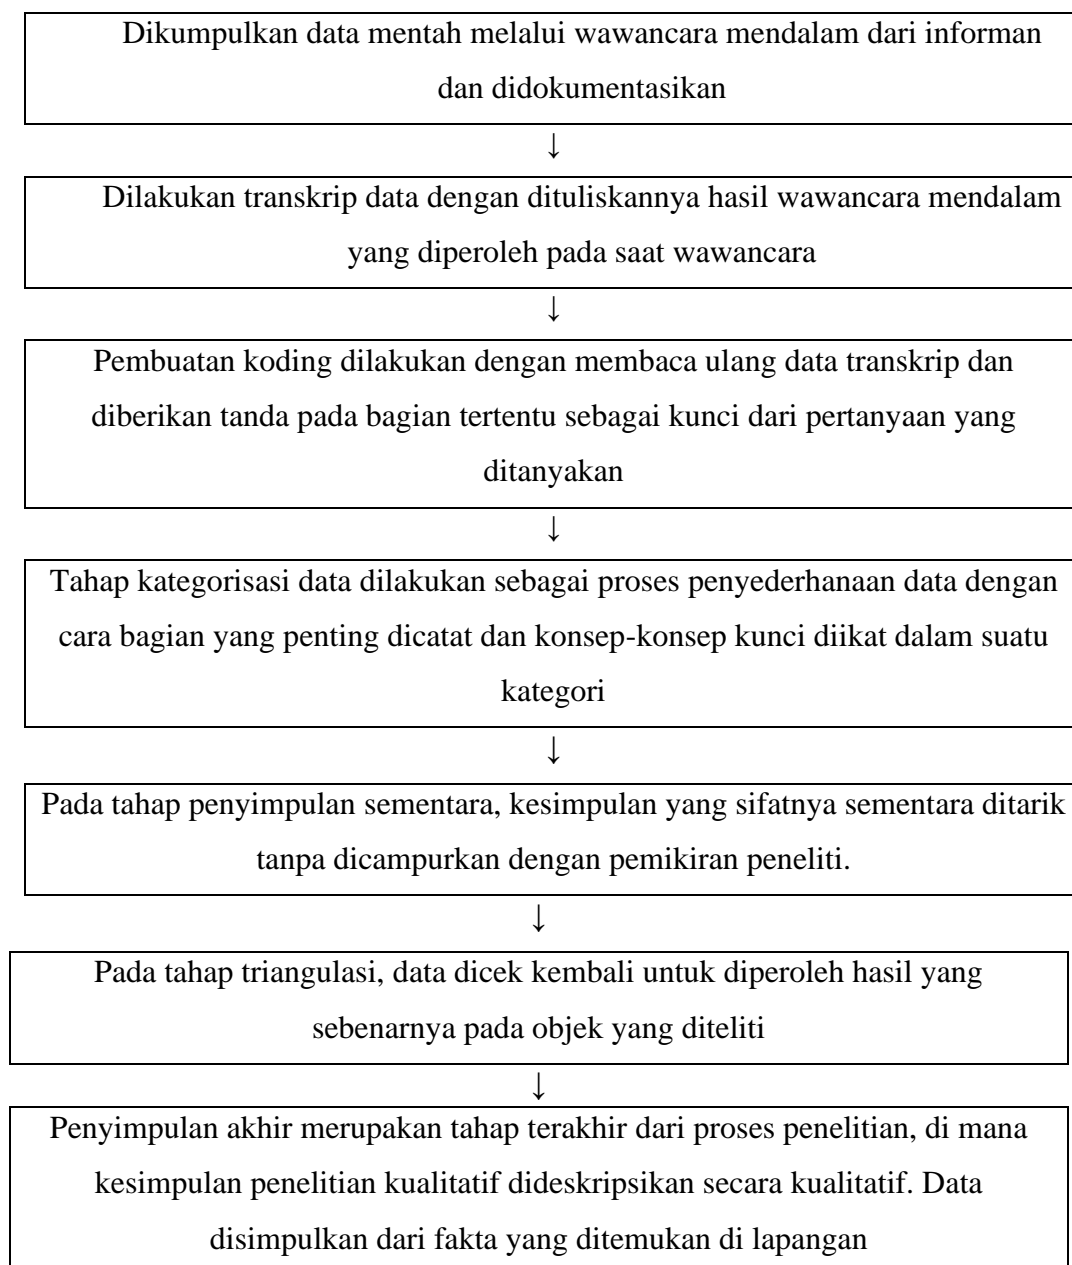 Dikumpulkan data mentah melalui wawancara mendalam dari informan
dan didokumentasikan
↓
Dilakukan transkrip data dengan dituliskannya hasil wawancara mendalam
yang diperoleh pada saat wawancara
↓
Pembuatan koding dilakukan dengan membaca ulang data transkrip dan
diberikan tanda pada bagian tertentu sebagai kunci dari pertanyaan yang
ditanyakan
↓
Tahap kategorisasi data dilakukan sebagai proses penyederhanaan data dengan
cara bagian yang penting dicatat dan konsep-konsep kunci diikat dalam suatu
kategori
↓
Pada tahap penyimpulan sementara, kesimpulan yang sifatnya sementara ditarik
tanpa dicampurkan dengan pemikiran peneliti.
↓
Pada tahap triangulasi, data dicek kembali untuk diperoleh hasil yang
sebenarnya pada objek yang diteliti
↓
Penyimpulan akhir merupakan tahap terakhir dari proses penelitian, di mana
kesimpulan penelitian kualitatif dideskripsikan secara kualitatif. Data
disimpulkan dari fakta yang ditemukan di lapangan